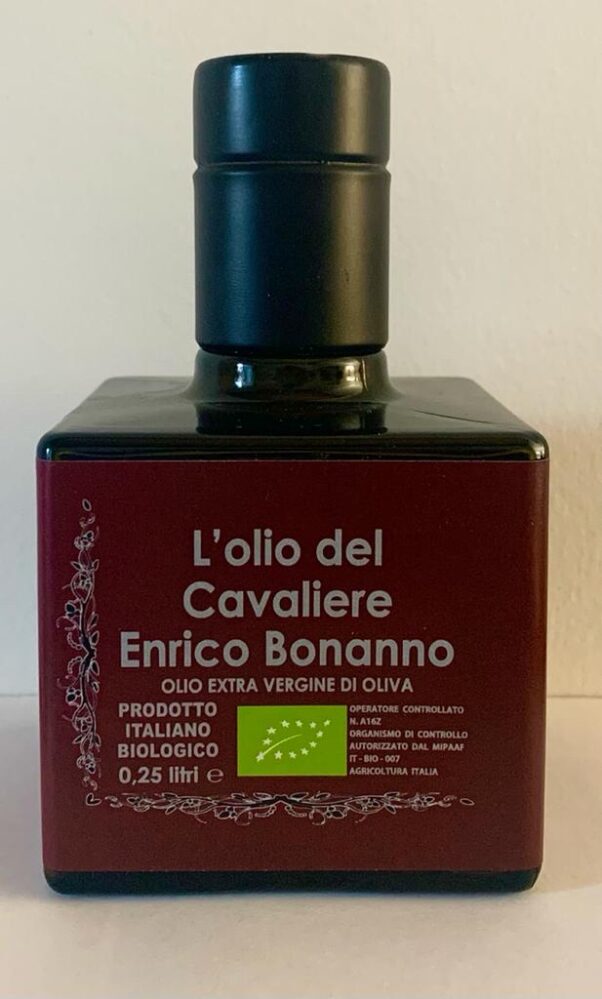 L'olio del
Cavaliere
Enrico Bonanno
OLIO EXTRA VERGINE DI OLIVA
PRODOTTO
ITALIANO
BIOLOGICO
0,25 litri ℮
OPERATORE CONTROLLATO
N. A16Z
ORGANISMO DI CONTROLLO
AUTORIZZATO DAL MIPAAF
IT - BIO - 007
AGRICOLTURA ITALIA